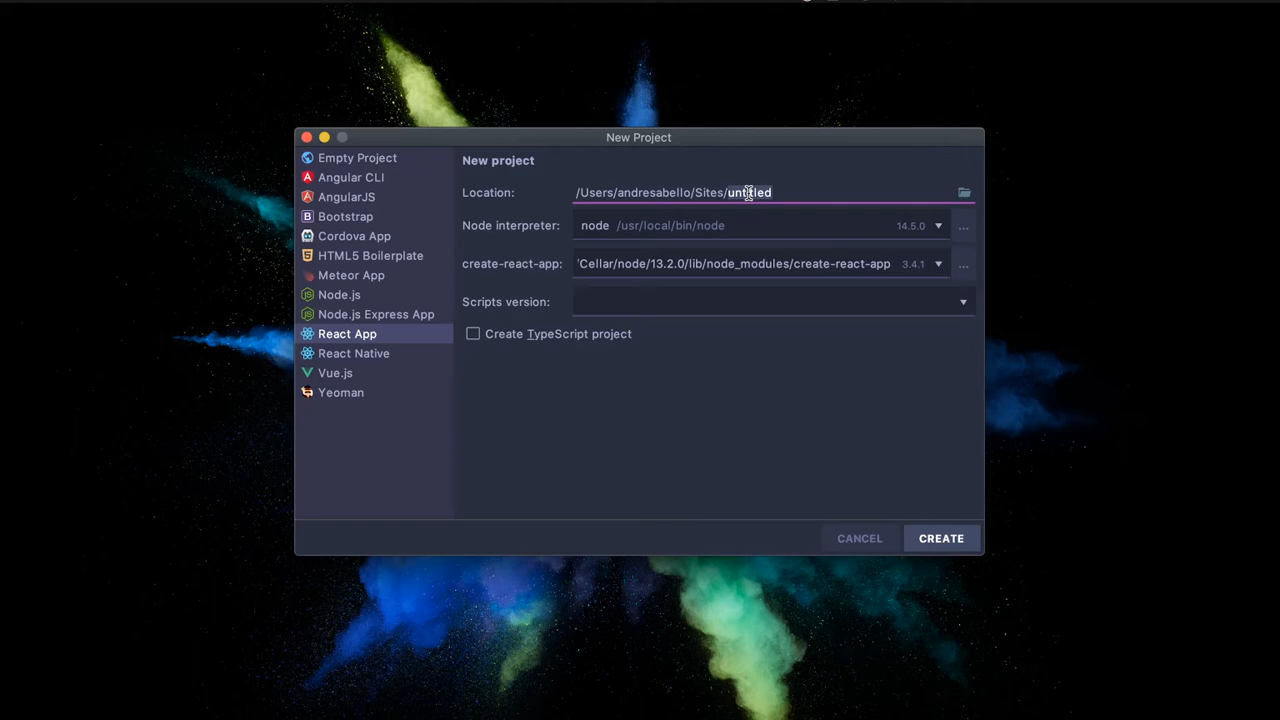 New Project
Empty Project
Angular CLI
AngularJS
Bootstrap
Cordova App
HTML5 Boilerplate
Meteor App
Node.js
Node.js Express App
React App
React Native
Vue.js
Yeoman
New project
Location: /Users/andresabello/Sites/untitled
Node interpreter: node /usr/local/bin/node 14.5.0 ...
create-react-app: 'Cellar/node/13.2.0/lib/node_modules/create-react-app 3.4.1 ...
Scripts version:
Create TypeScript project
CANCEL CREATE